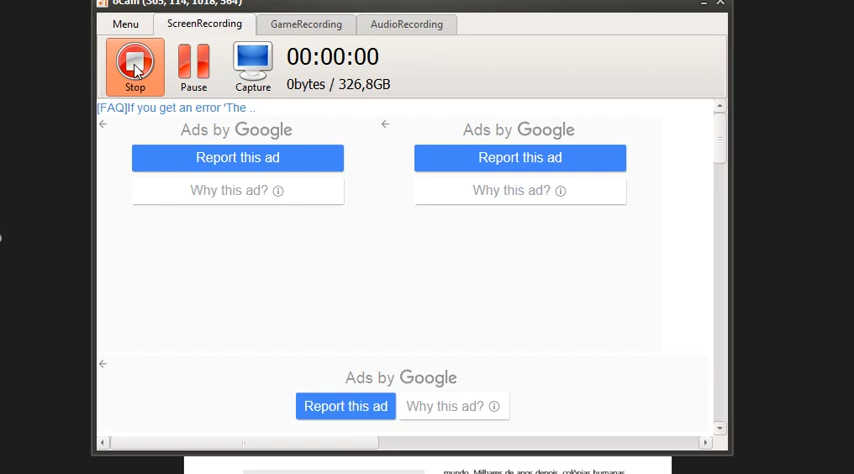 oCam (305, 114, 1018, 564)
Menu
ScreenRecording
GameRecording
AudioRecording
Stop
Pause
Capture
00:00:00
0bytes / 326,8GB
[FAQ]If you get an error 'The ..
Ads by Google
Report this ad
Why this ad?
Ads by Google
Report this ad
Why this ad?
Ads by Google
Report this ad
Why this ad?
mundo. Milhares de anos depois, colônias humanas